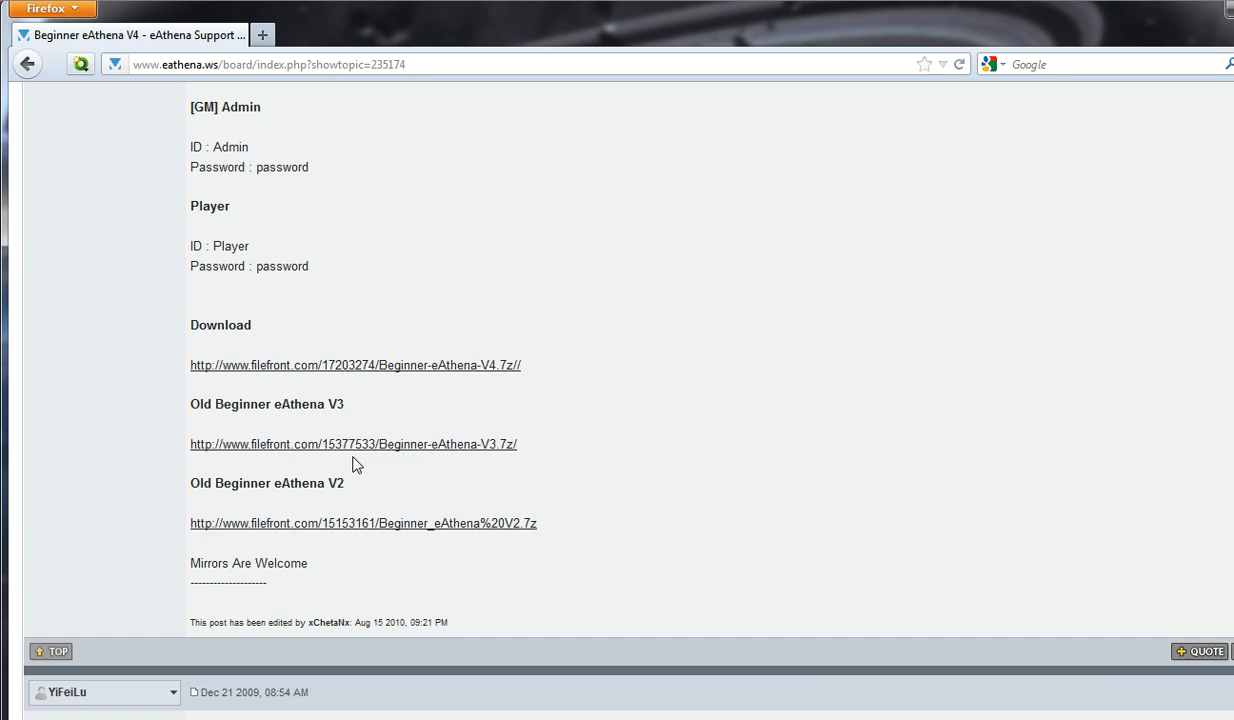 Firefox
Beginner eAthena V4 - eAthena Support ...
www.eathena.ws/board/index.php?showtopic=235174
Google
[GM] Admin
ID : Admin
Password : password
Player
ID : Player
Password : password
Download
http://www.filefront.com/17203274/Beginner-eAthena-V4.7z//
Old Beginner eAthena V3
http://www.filefront.com/15377533/Beginner-eAthena-V3.7z/
Old Beginner eAthena V2
http://www.filefront.com/15153161/Beginner_eAthena%20V2.7z
Mirrors Are Welcome
--------------------
This post has been edited by xChetaNx: Aug 15 2010, 09:21 PM
TOP
+ QUOTE
YiFeiLu
Dec 21 2009, 08:54 AM